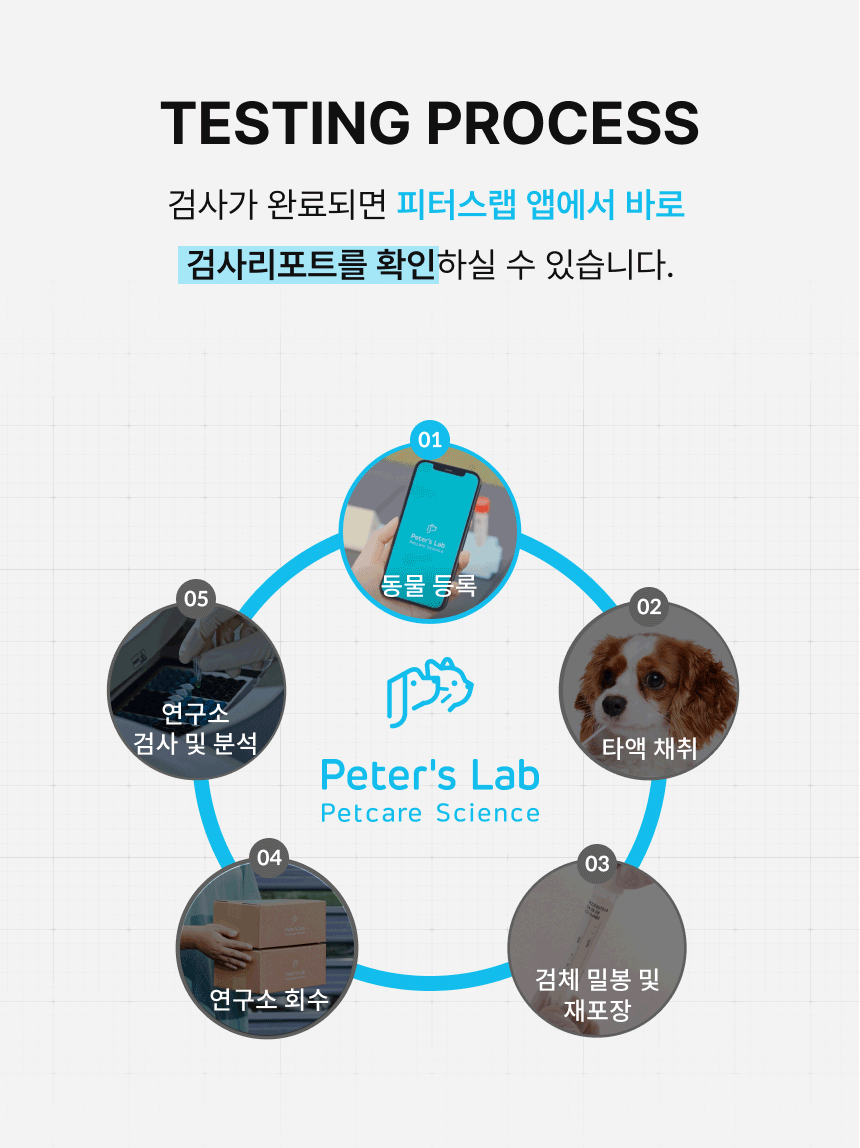 TESTING PROCESS
검사가 완료되면 피터스랩 앱에서 바로
검사리포트를 확인하실 수 있습니다.
01
Peter's Lab
Petcare Science
동물 등록
02
타액 채취
03
검체 밀봉 및
재포장
04
연구소 회수
05
연구소
검사 및 분석
Peter's Lab
Petcare Science